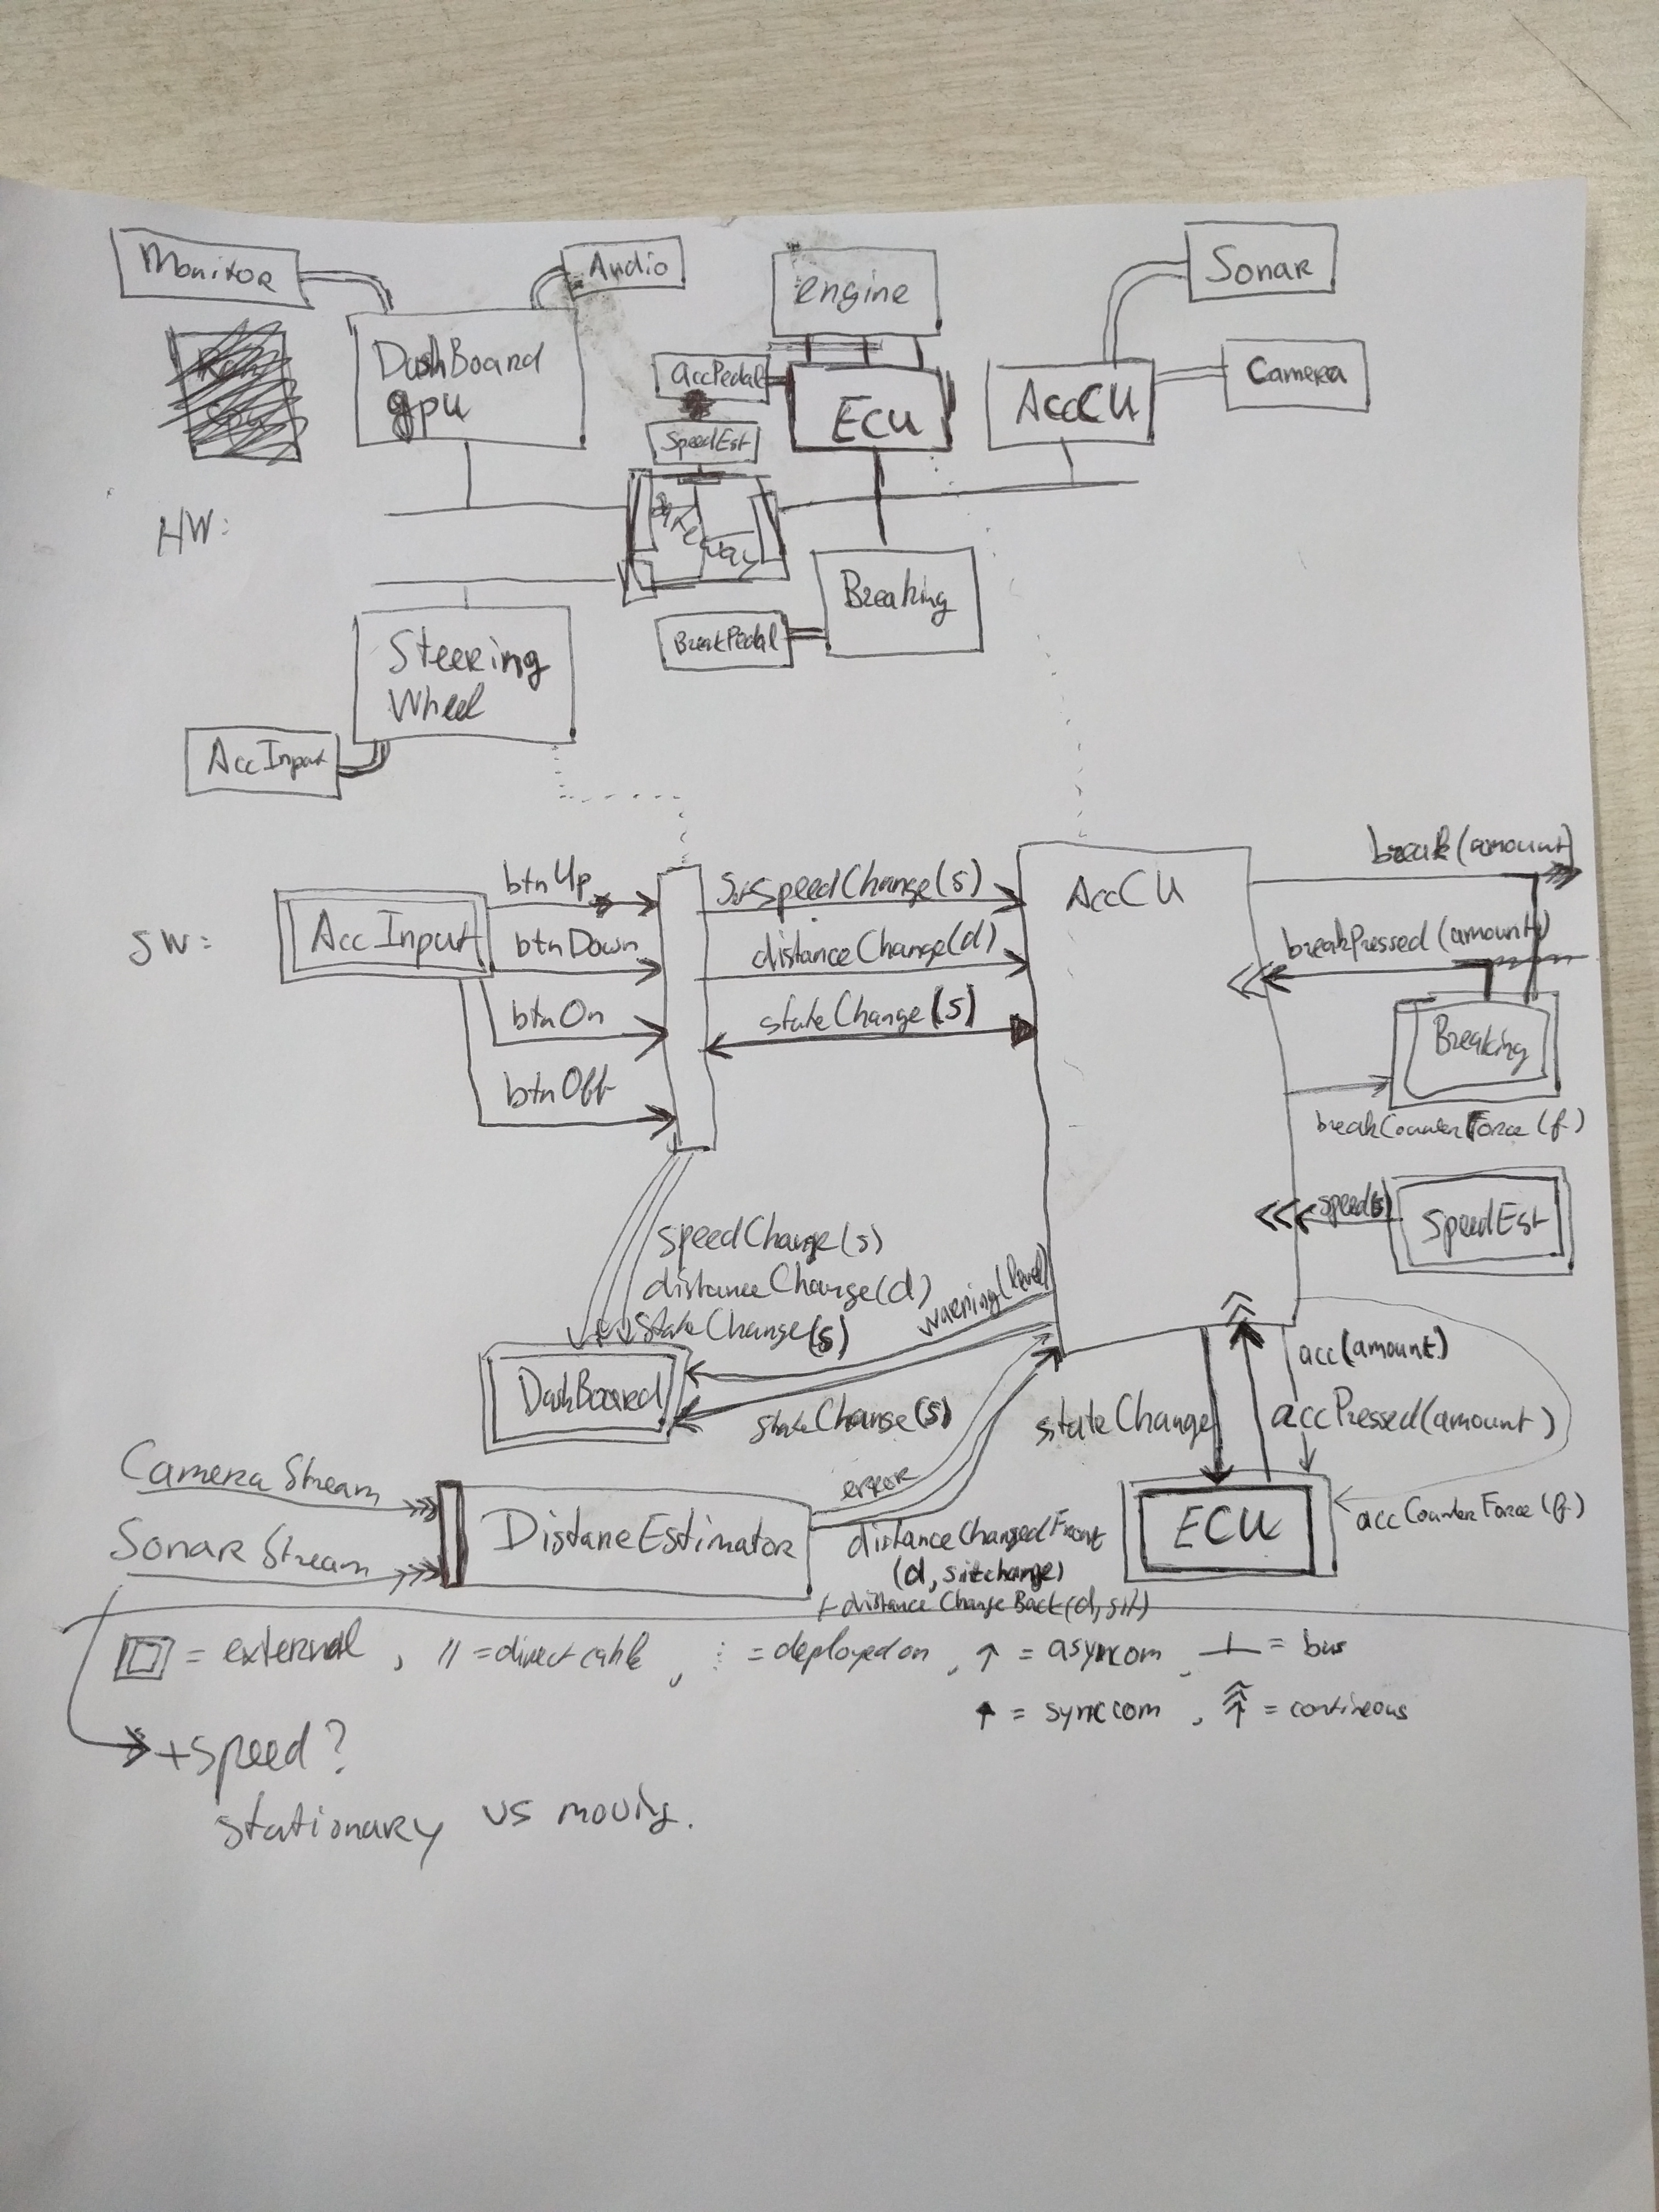 Monitor
Audio
engine
Sonar
DashBoard
gpu
AccPedal
ECU
AccCU
Camera
SpeedEst
HW:
Gateway
Breaking
BreakPedal
Steering
Wheel
AccInput
SW:
AccInput
btnUp
btnDown
btnOn
btnOff
speedChange(s)
distanceChange(d)
stateChange(s)
AccCU
break(amount)
breakPressed(amount)
Breaking
breakCounterForce(f)
speed(s)
SpeedEst
speedChange(s)
distanceChange(d)
stateChange(s)
warning(level)
DashBoard
stateChange(s)
stateChange
acc(amount)
accPressed(amount)
accCounterForce(f)
ECU
Camera Stream
Sonar Stream
DistaneEstimator
error
distanceChangedFront
(d, sitchange)
+ distanceChangeBack(d, sit)
= external , || = direct cable , ⋮ = deployed on , ↑ = asyncom , ⊥ = bus
↑ = synccom , = contineous
+speed?
stationary vs moving.